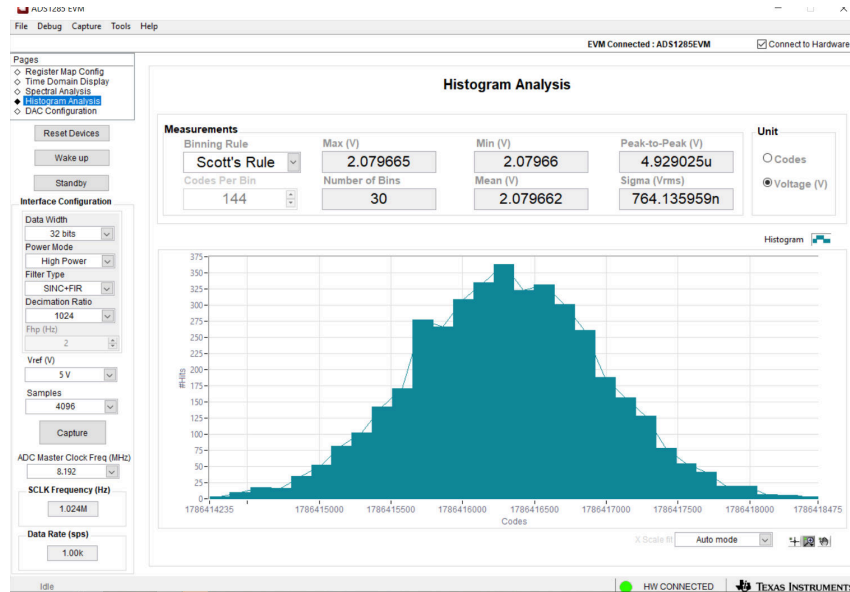 ADS1285 EVM
File Debug Capture Tools Help
EVM Connected : ADS1285EVM
Connect to Hardware
Pages
Register Map Config
Time Domain Display
Spectral Analysis
Histogram Analysis
DAC Configuration
Reset Devices
Wake up
Standby
Interface Configuration
Data Width
32 bits
Power Mode
High Power
Filter Type
SINC+FIR
Decimation Ratio
1024
Fhp (Hz)
2
Vref (V)
5 V
Samples
4096
Capture
ADC Master Clock Freq (MHz)
8.192
SCLK Frequency (Hz)
1.024M
Data Rate (sps)
1.00k
Histogram Analysis
Measurements
Binning Rule Max (V) Min (V) Peak-to-Peak (V)
Scott's Rule 2.079665 2.07966 4.929025u
Codes Per Bin Number of Bins Mean (V) Sigma (Vrms)
144 30 2.079662 764.135959n
Unit
Codes
Voltage (V)
Histogram
375
350
325
300
275
250
225
200
175
150
125
100
75
50
25
0
#Hits
1786414235 1786415000 1786415500 1786416000 1786416500 1786417000 1786417500 1786418000 1786418475
Codes
X Scale fit Auto mode
Idle HW CONNECTED TEXAS INSTRUMENTS